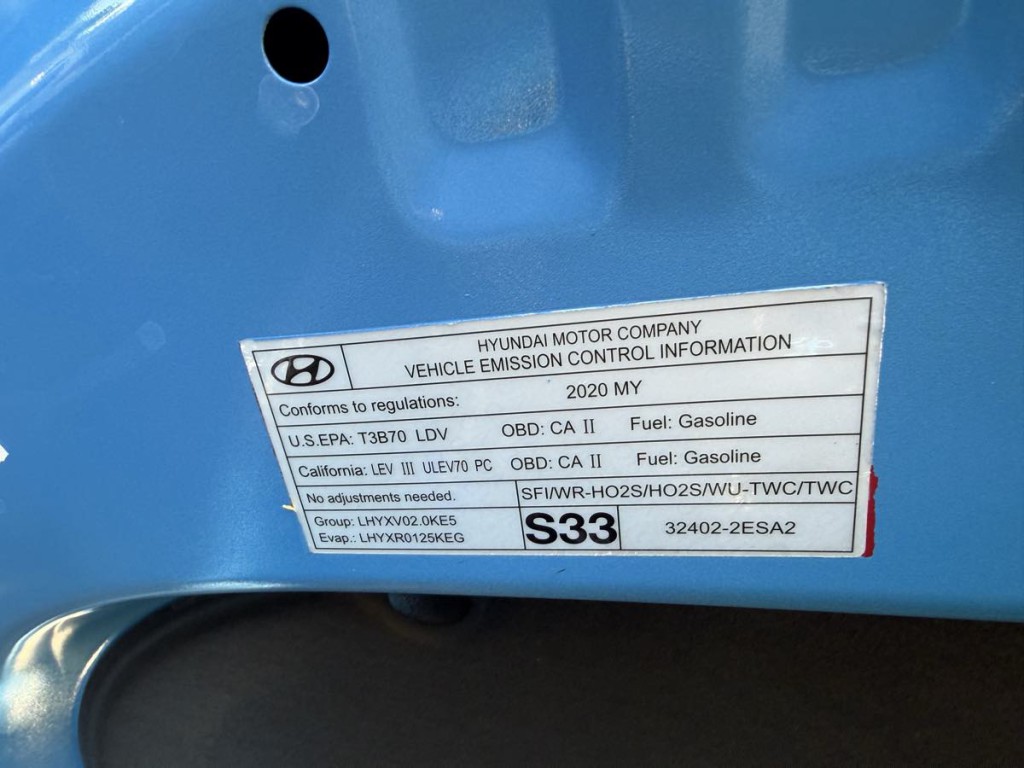 HYUNDAI MOTOR COMPANY
VEHICLE EMISSION CONTROL INFORMATION
Conforms to regulations: 2020 MY
U.S.EPA: T3B70 LDV OBD: CA II Fuel: Gasoline
California: LEV III ULEV70 PC OBD: CA II Fuel: Gasoline
No adjustments needed. SFI/WR-HO2S/HO2S/WU-TWC/TWC
Group: LHYXV02.0KE5
Evap.: LHYXR0125KEG
S33
32402-2ESA2